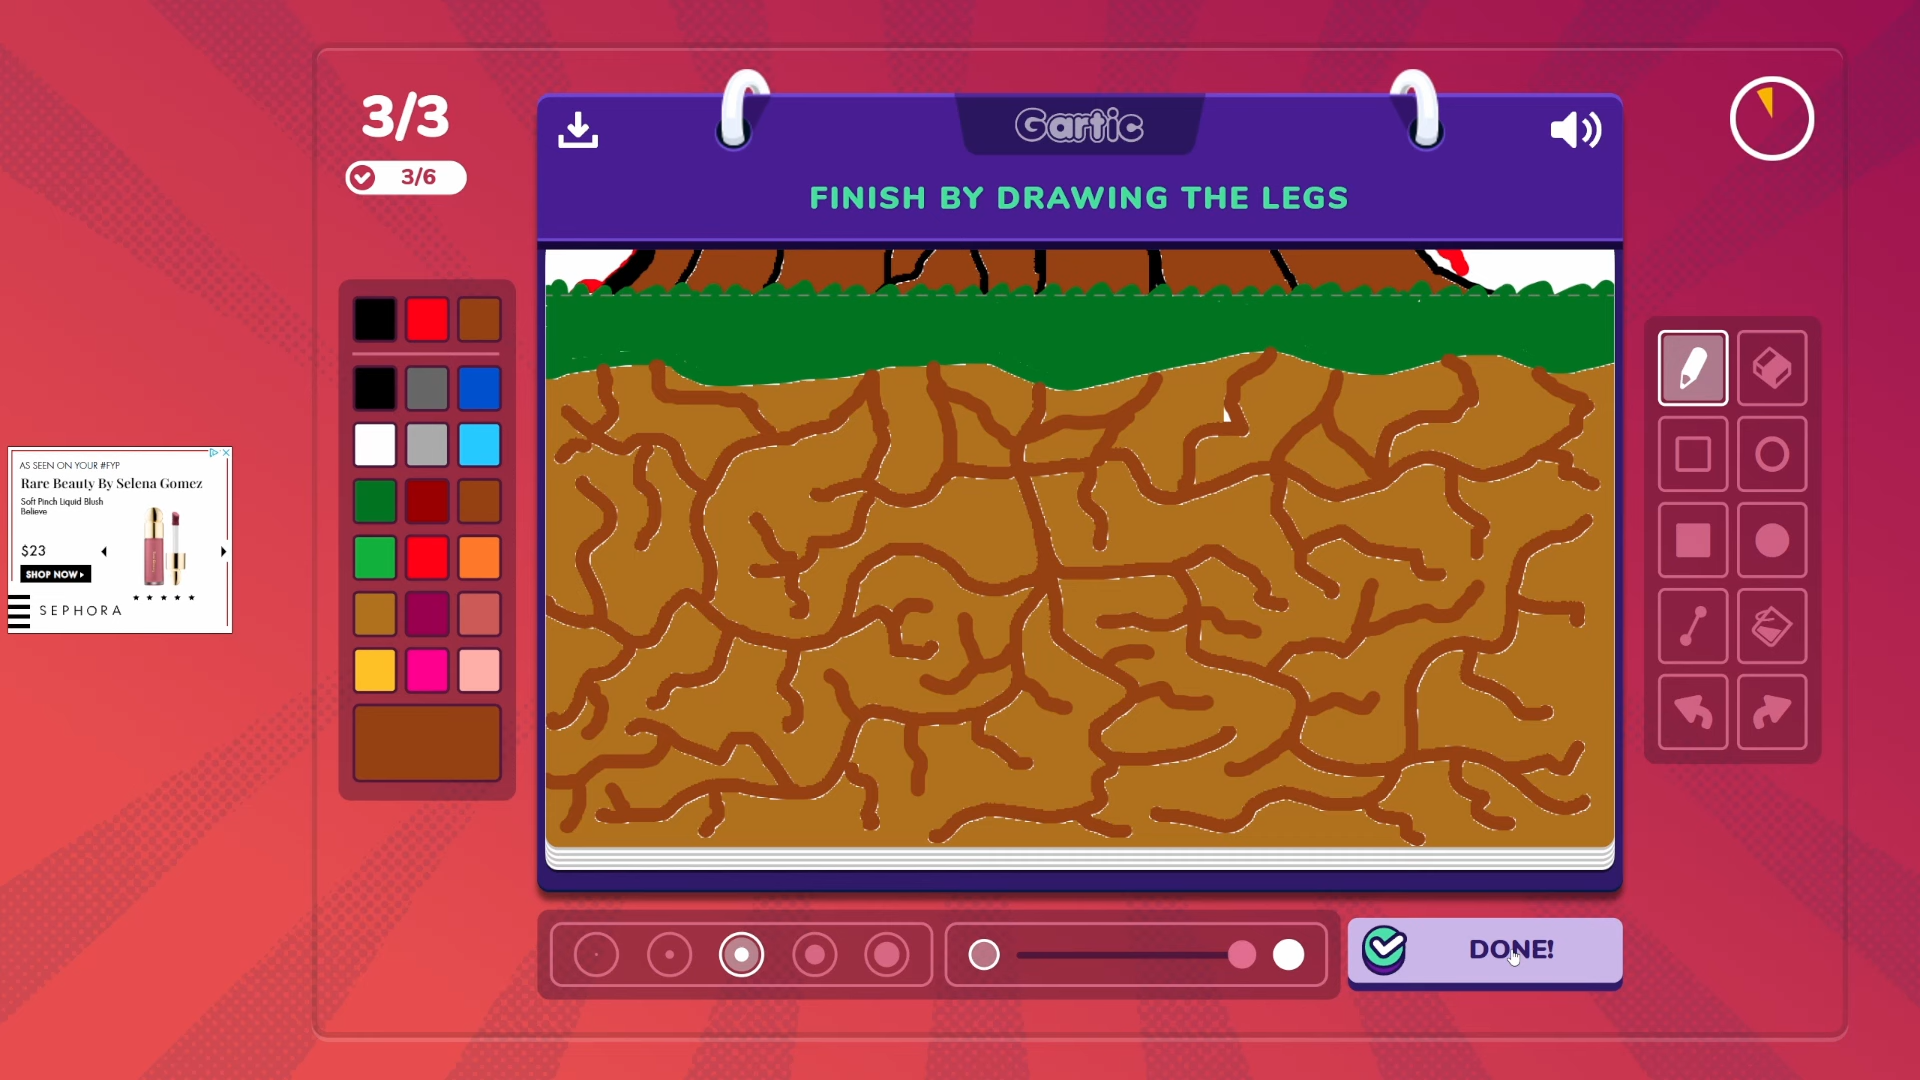 3/3
3/6
Gartic
FINISH BY DRAWING THE LEGS
AS SEEN ON YOUR #FYP
Rare Beauty By Selena Gomez
Soft Pinch Liquid Blush
Believe
$23
SHOP NOW
SEPHORA
DONE!